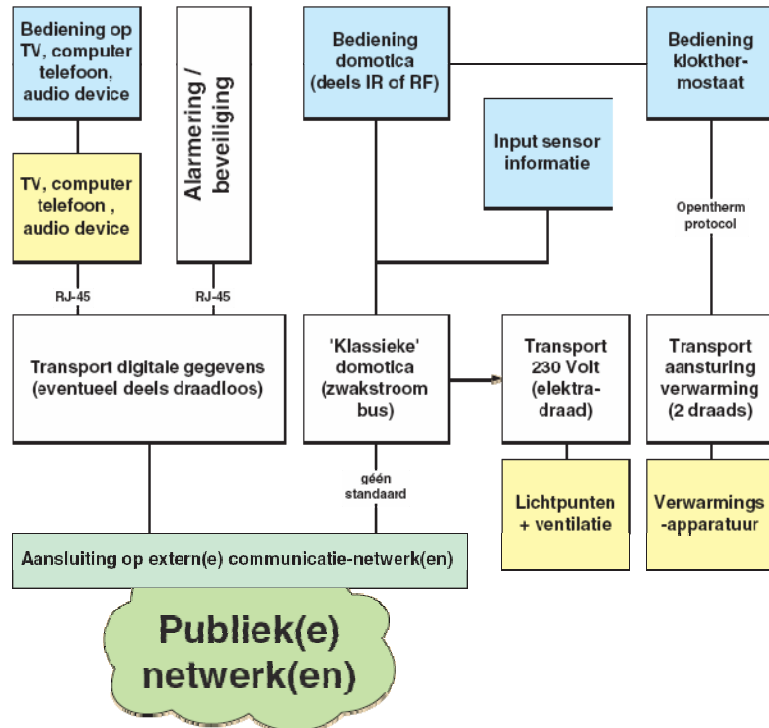 Bediening op
TV, computer
telefoon,
audio device
Alarmering /
beveiliging
Bediening
domotica
(deels IR of RF)
Bediening
klokther-
mostaat
Input sensor
informatie
TV, computer
telefoon ,
audio device
Opentherm
protocol
RJ-45
RJ-45
Transport digitale gegevens
(eventueel deels draadloos)
'Klassieke'
domotica
(zwakstroom
bus)
Transport
230 Volt
(elektra-
draad)
Transport
aansturing
verwarming
(2 draads)
géén
standaard
Lichtpunten
+ ventilatie
Verwarmings
-apparatuur
Aansluiting op extern(e) communicatie-netwerk(en)
Publiek(e)
netwerk(en)